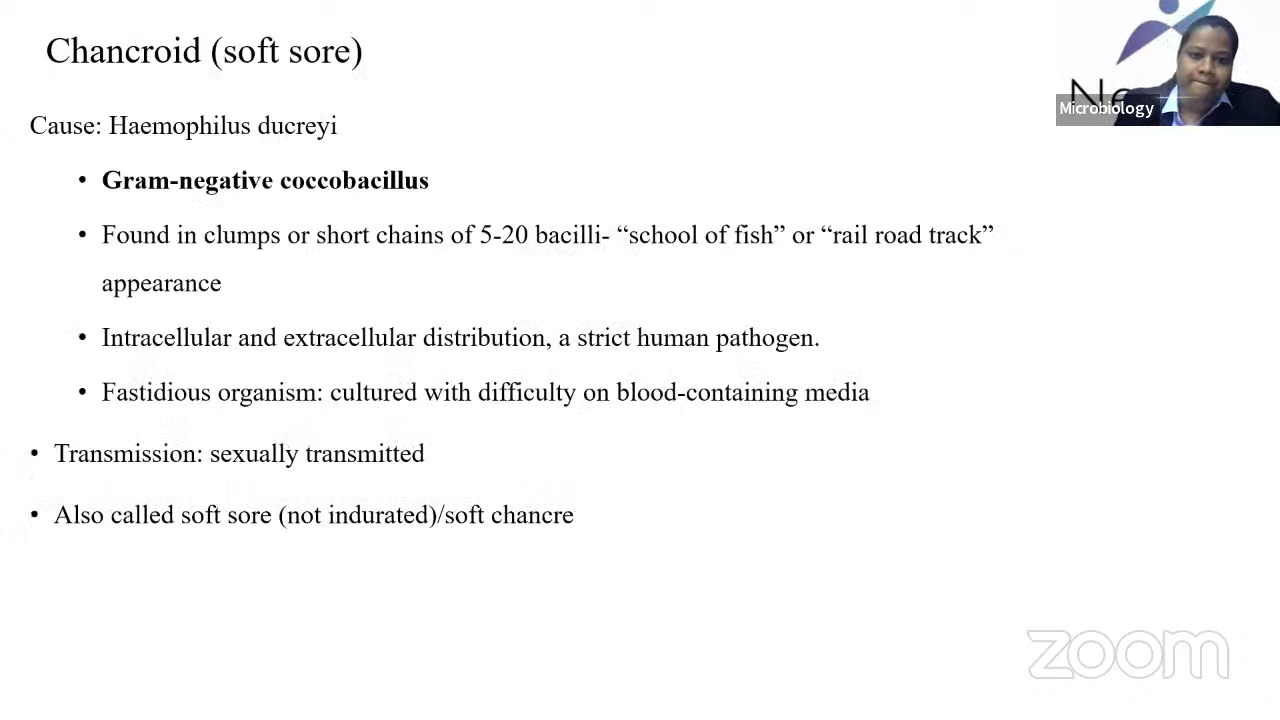 Chancroid (soft sore)
Microbiology
Cause: Haemophilus ducreyi
• Gram-negative coccobacillus
• Found in clumps or short chains of 5-20 bacilli- “school of fish” or “rail road track”
appearance
• Intracellular and extracellular distribution, a strict human pathogen.
• Fastidious organism: cultured with difficulty on blood-containing media
• Transmission: sexually transmitted
• Also called soft sore (not indurated)/soft chancre
zoom